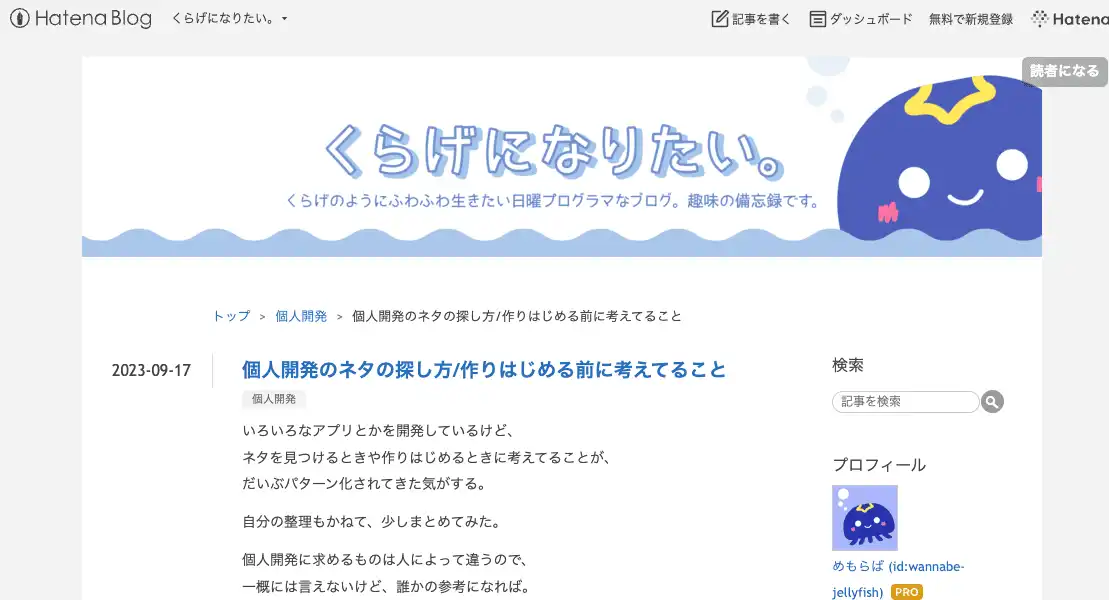 Hatena Blog くらげになりたい。
記事を書く ダッシュボード 無料で新規登録 Hatena
読者になる
くらげになりたい。
くらげのようにふわふわ生きたい日曜プログラマなブログ。趣味の備忘録です。
トップ > 個人開発 > 個人開発のネタの探し方/作りはじめる前に考えてること
2023-09-17
個人開発のネタの探し方/作りはじめる前に考えてること
個人開発
いろいろなアプリとかを開発しているけど、
ネタを見つけるときや作りはじめるときに考えてることが、
だいぶパターン化されてきた気がする。
自分の整理もかねて、少しまとめてみた。
個人開発に求めるものは人によって違うので、
一概には言えないけど、誰かの参考になれば。
検索
記事を検索
プロフィール
めもらば (id:wannabe-
jellyfish) PRO